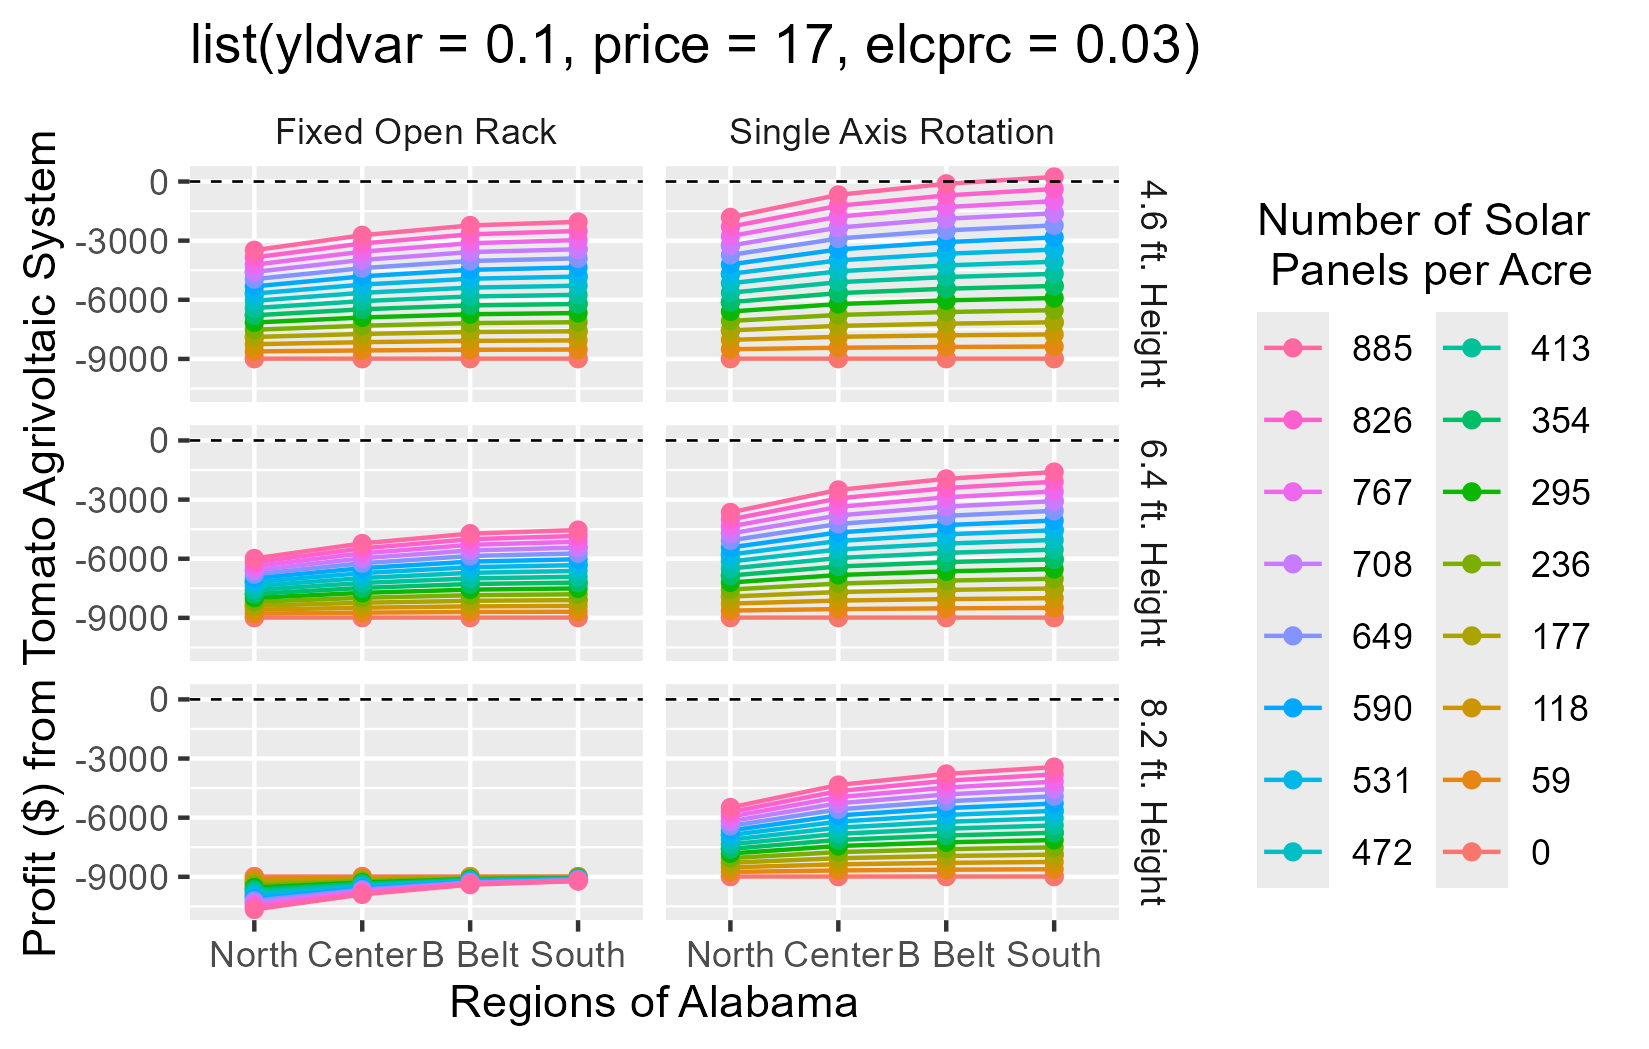 list(yldvar = 0.1, price = 17, elcprc = 0.03)
Fixed Open Rack
Single Axis Rotation
Profit ($) from Tomato Agrivoltaic System
0
-3000
-6000
-9000
4.6 ft. Height
0
-3000
-6000
-9000
6.4 ft. Height
0
-3000
-6000
-9000
8.2 ft. Height
North Center B Belt South
North Center B Belt South
Regions of Alabama
Number of Solar
Panels per Acre
885
826
767
708
649
590
531
472
413
354
295
236
177
118
59
0